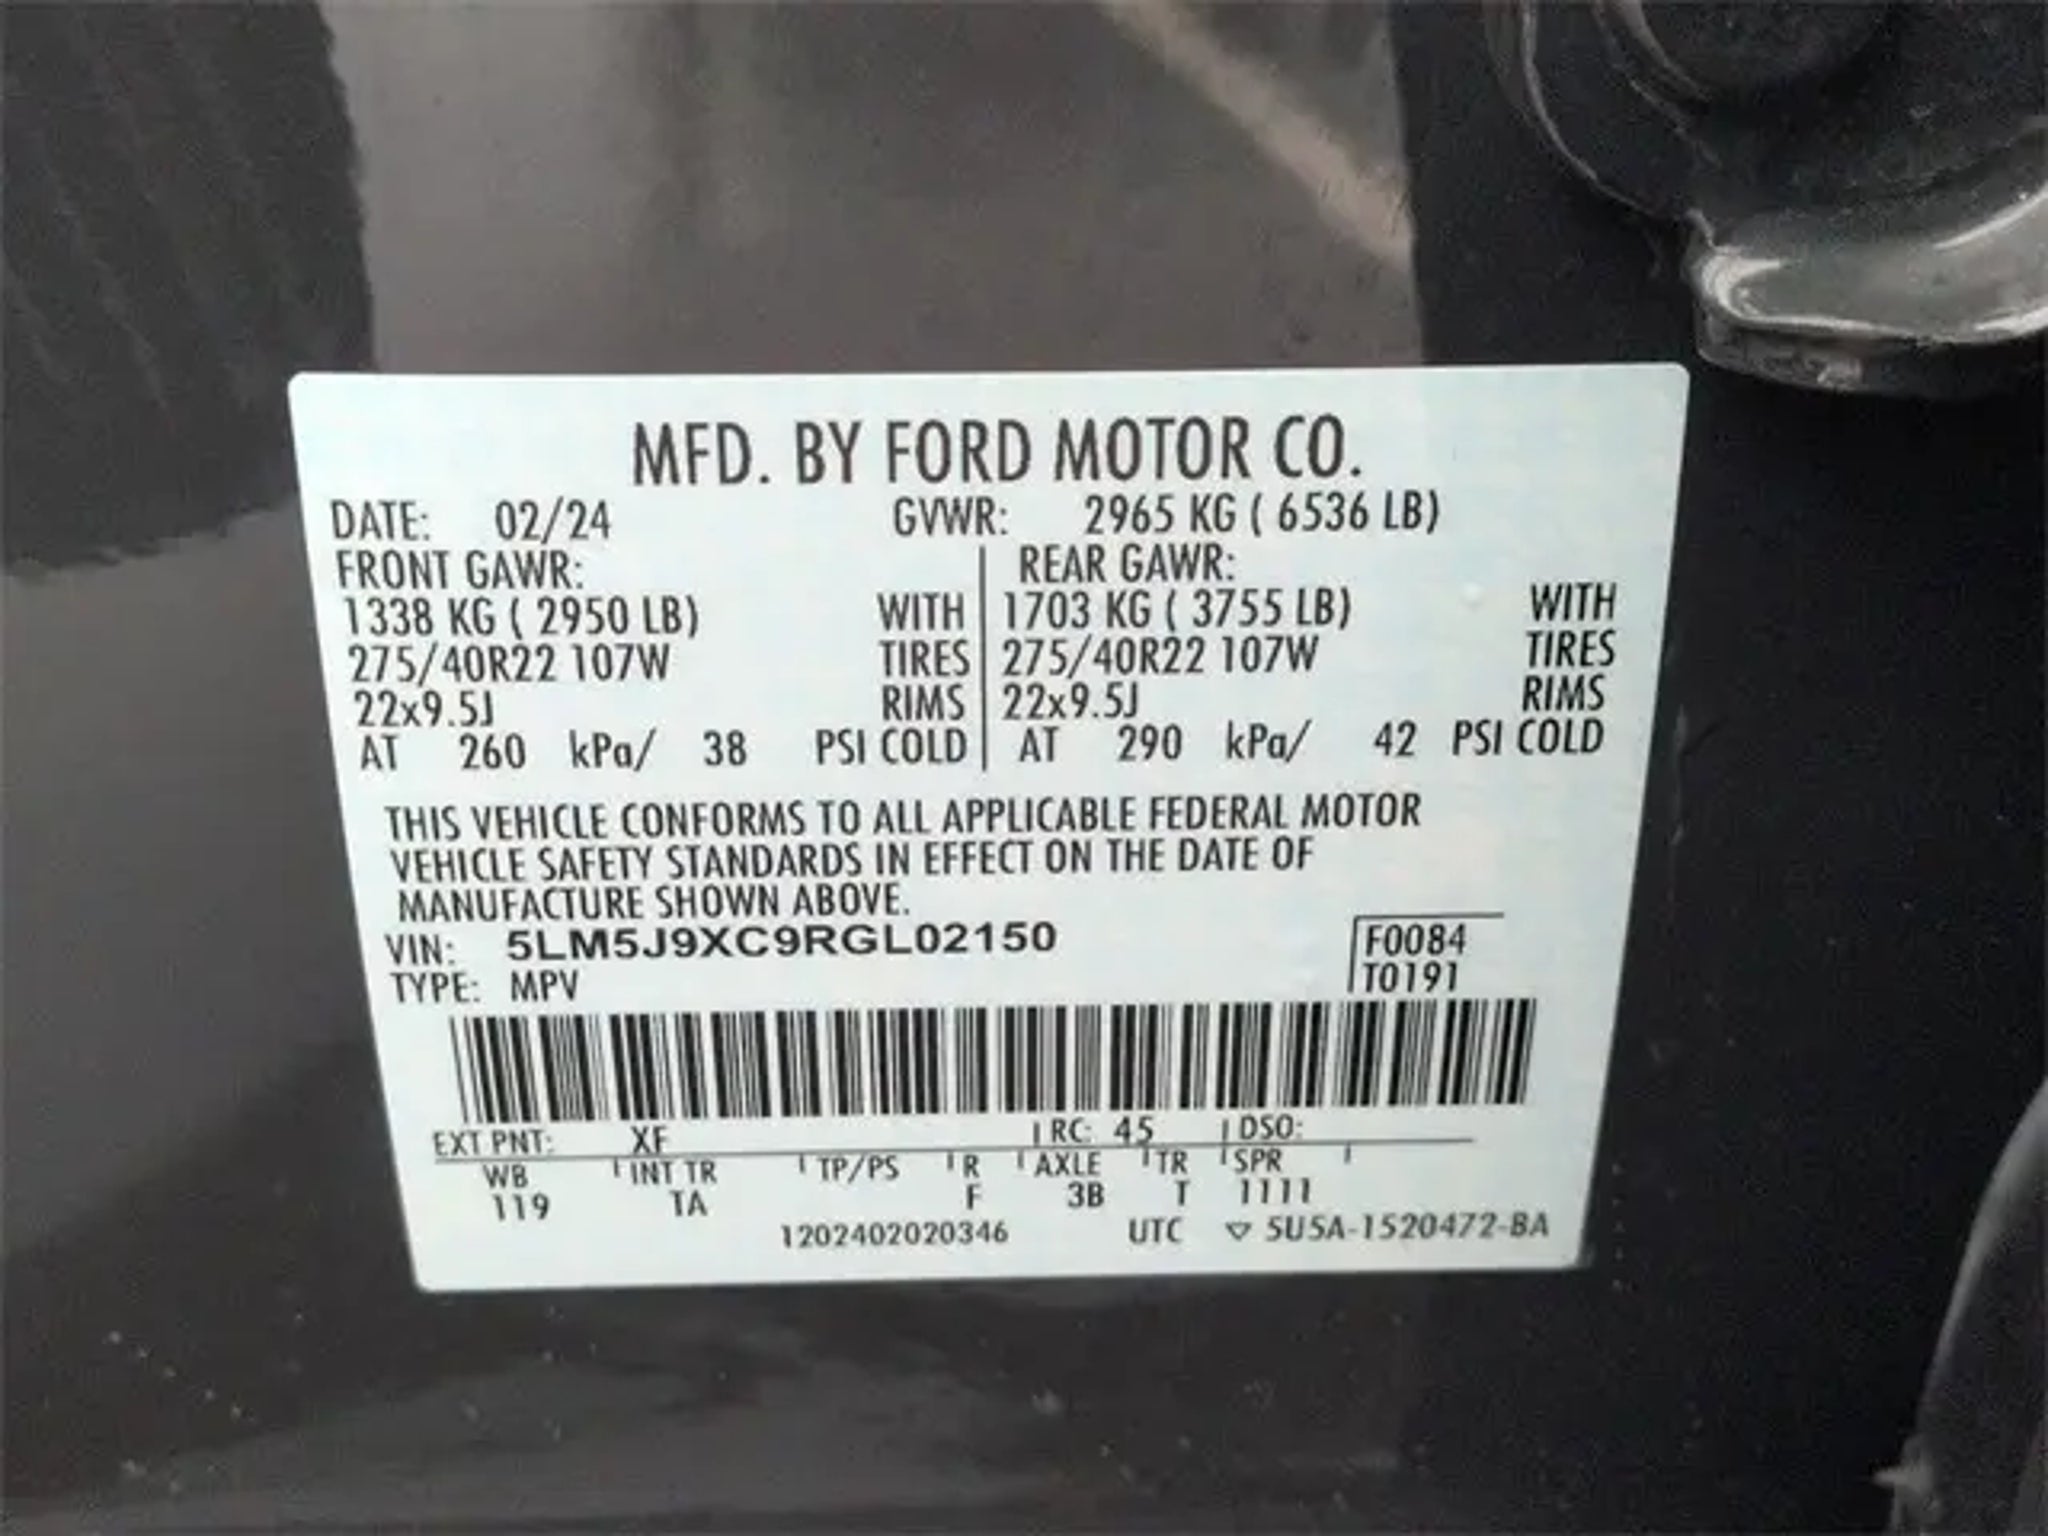 MFD. BY FORD MOTOR CO.
DATE: 02/24 GVWR: 2965 KG ( 6536 LB)
FRONT GAWR: REAR GAWR:
1338 KG ( 2950 LB) WITH 1703 KG ( 3755 LB) WITH
275/40R22 107W TIRES 275/40R22 107W TIRES
22x9.5J RIMS 22x9.5J RIMS
AT 260 kPa/ 38 PSI COLD AT 290 kPa/ 42 PSI COLD
THIS VEHICLE CONFORMS TO ALL APPLICABLE FEDERAL MOTOR
VEHICLE SAFETY STANDARDS IN EFFECT ON THE DATE OF
MANUFACTURE SHOWN ABOVE.
VIN: 5LM5J9XC9RGL02150 F0084
TYPE: MPV T0191
EXT PNT: XF RC: 45 DSO:
WB INT TR TP/PS R AXLE TR SPR
119 TA F 3B T 1111
1202402020346 UTC ▽ 5U5A-1520472-BA